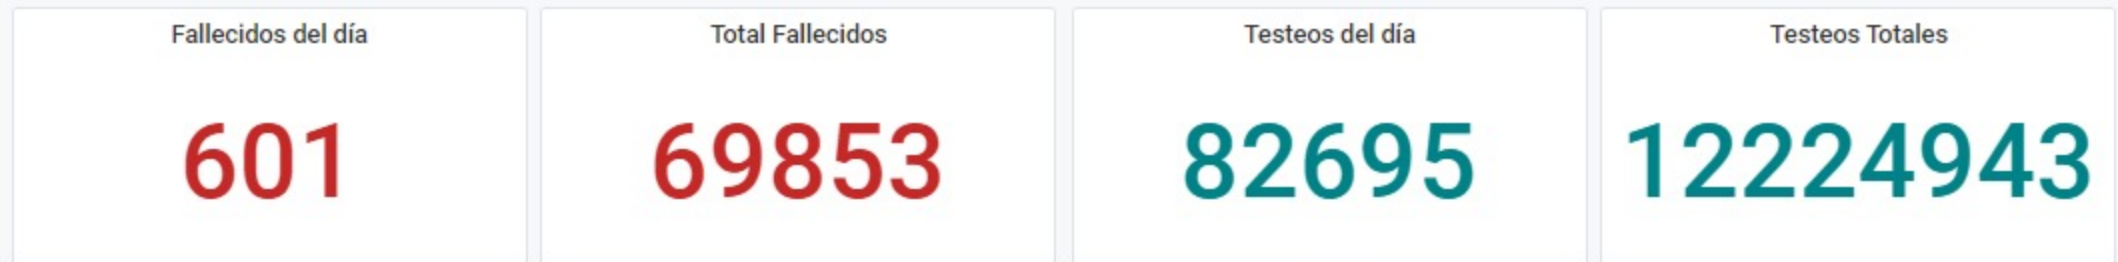 Fallecidos del día
601
Total Fallecidos
69853
Testeos del día
82695
Testeos Totales
12224943